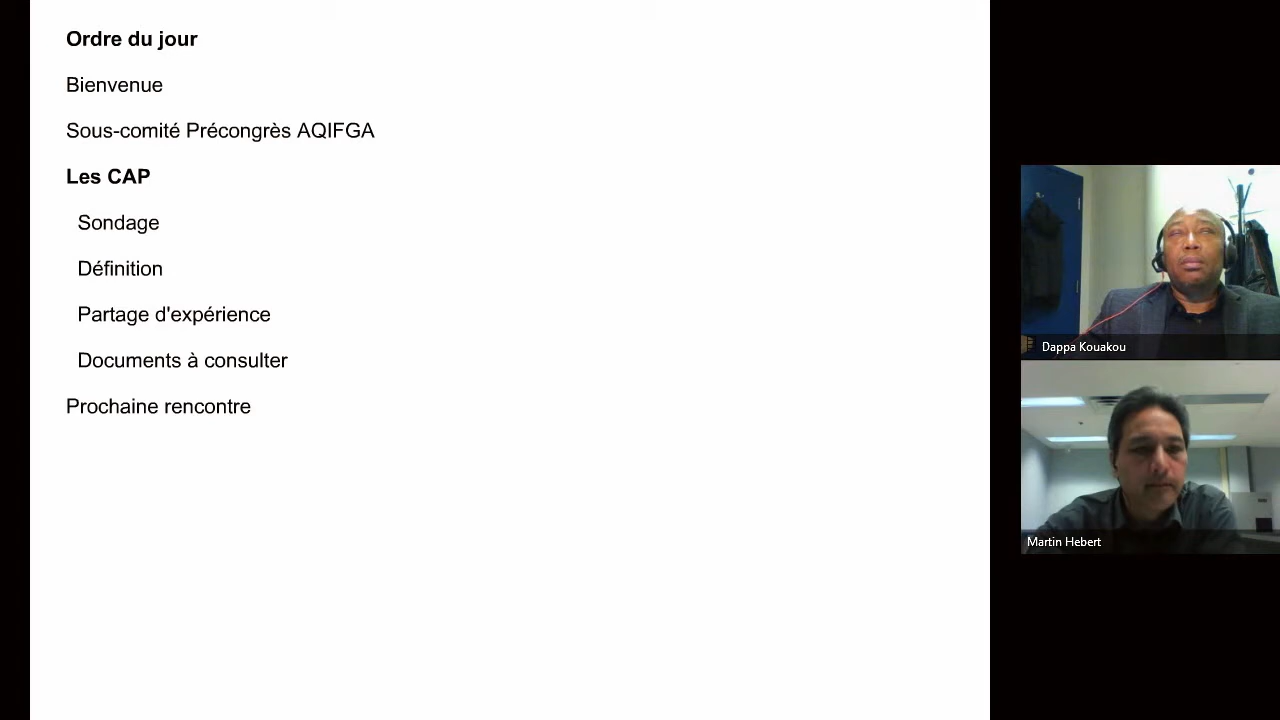 Ordre du jour
Bienvenue
Sous-comité Précongrès AQIFGA
Les CAP
Sondage
Définition
Partage d'expérience
Documents à consulter
Prochaine rencontre
Dappa Kouakou
Martin Hebert